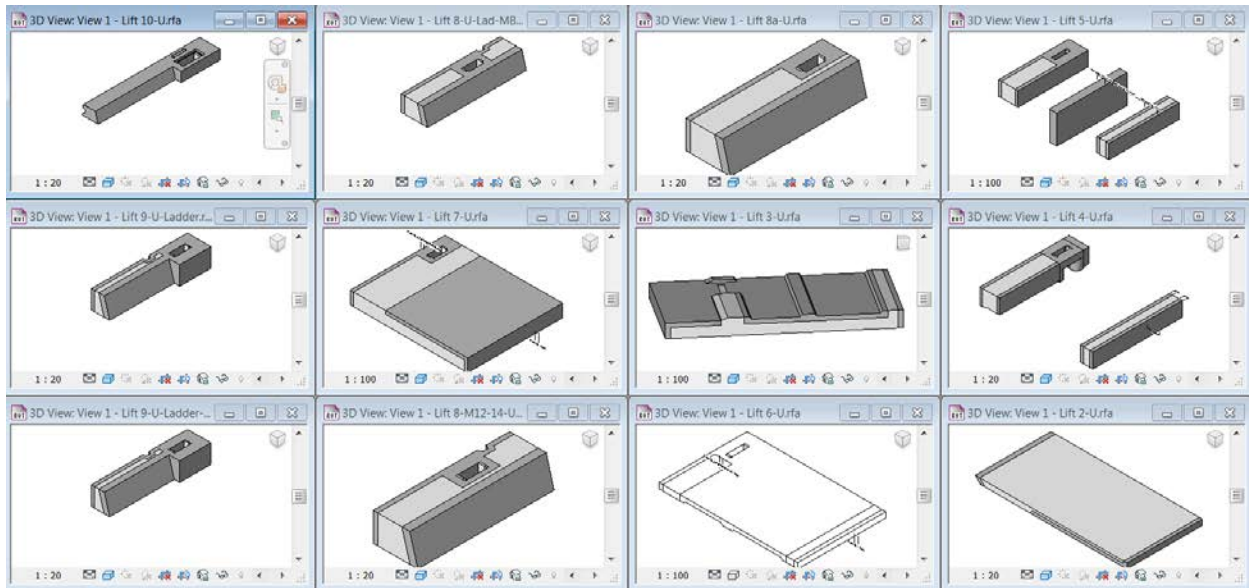 3D View: View 1 - Lift 10-U.rfa
3D View: View 1 - Lift 8-U-Lad-MB...
3D View: View 1 - Lift 8a-U.rfa
3D View: View 1 - Lift 5-U.rfa
1 : 20
1 : 20
1 : 20
1 : 100
3D View: View 1 - Lift 9-U-Ladder.r...
3D View: View 1 - Lift 7-U.rfa
3D View: View 1 - Lift 3-U.rfa
3D View: View 1 - Lift 4-U.rfa
1 : 20
1 : 100
1 : 100
1 : 20
3D View: View 1 - Lift 9-U-Ladder-...
3D View: View 1 - Lift 8-M12-14-U...
3D View: View 1 - Lift 6-U.rfa
3D View: View 1 - Lift 2-U.rfa
1 : 20
1 : 20
1 : 100
1 : 20